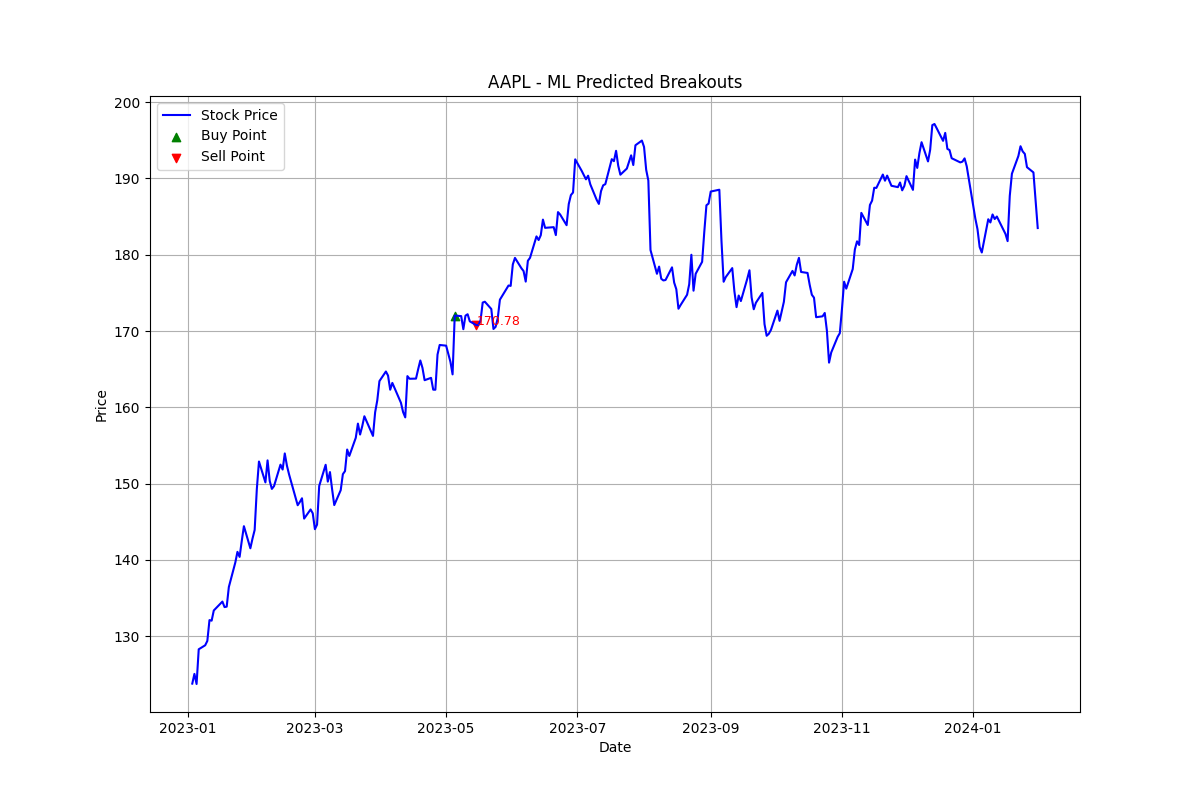 AAPL - ML Predicted Breakouts
Stock Price
Buy Point
Sell Point
200
190
180
170
160
150
140
130
170.78
Price
2023-01
2023-03
2023-05
2023-07
2023-09
2023-11
2024-01
Date